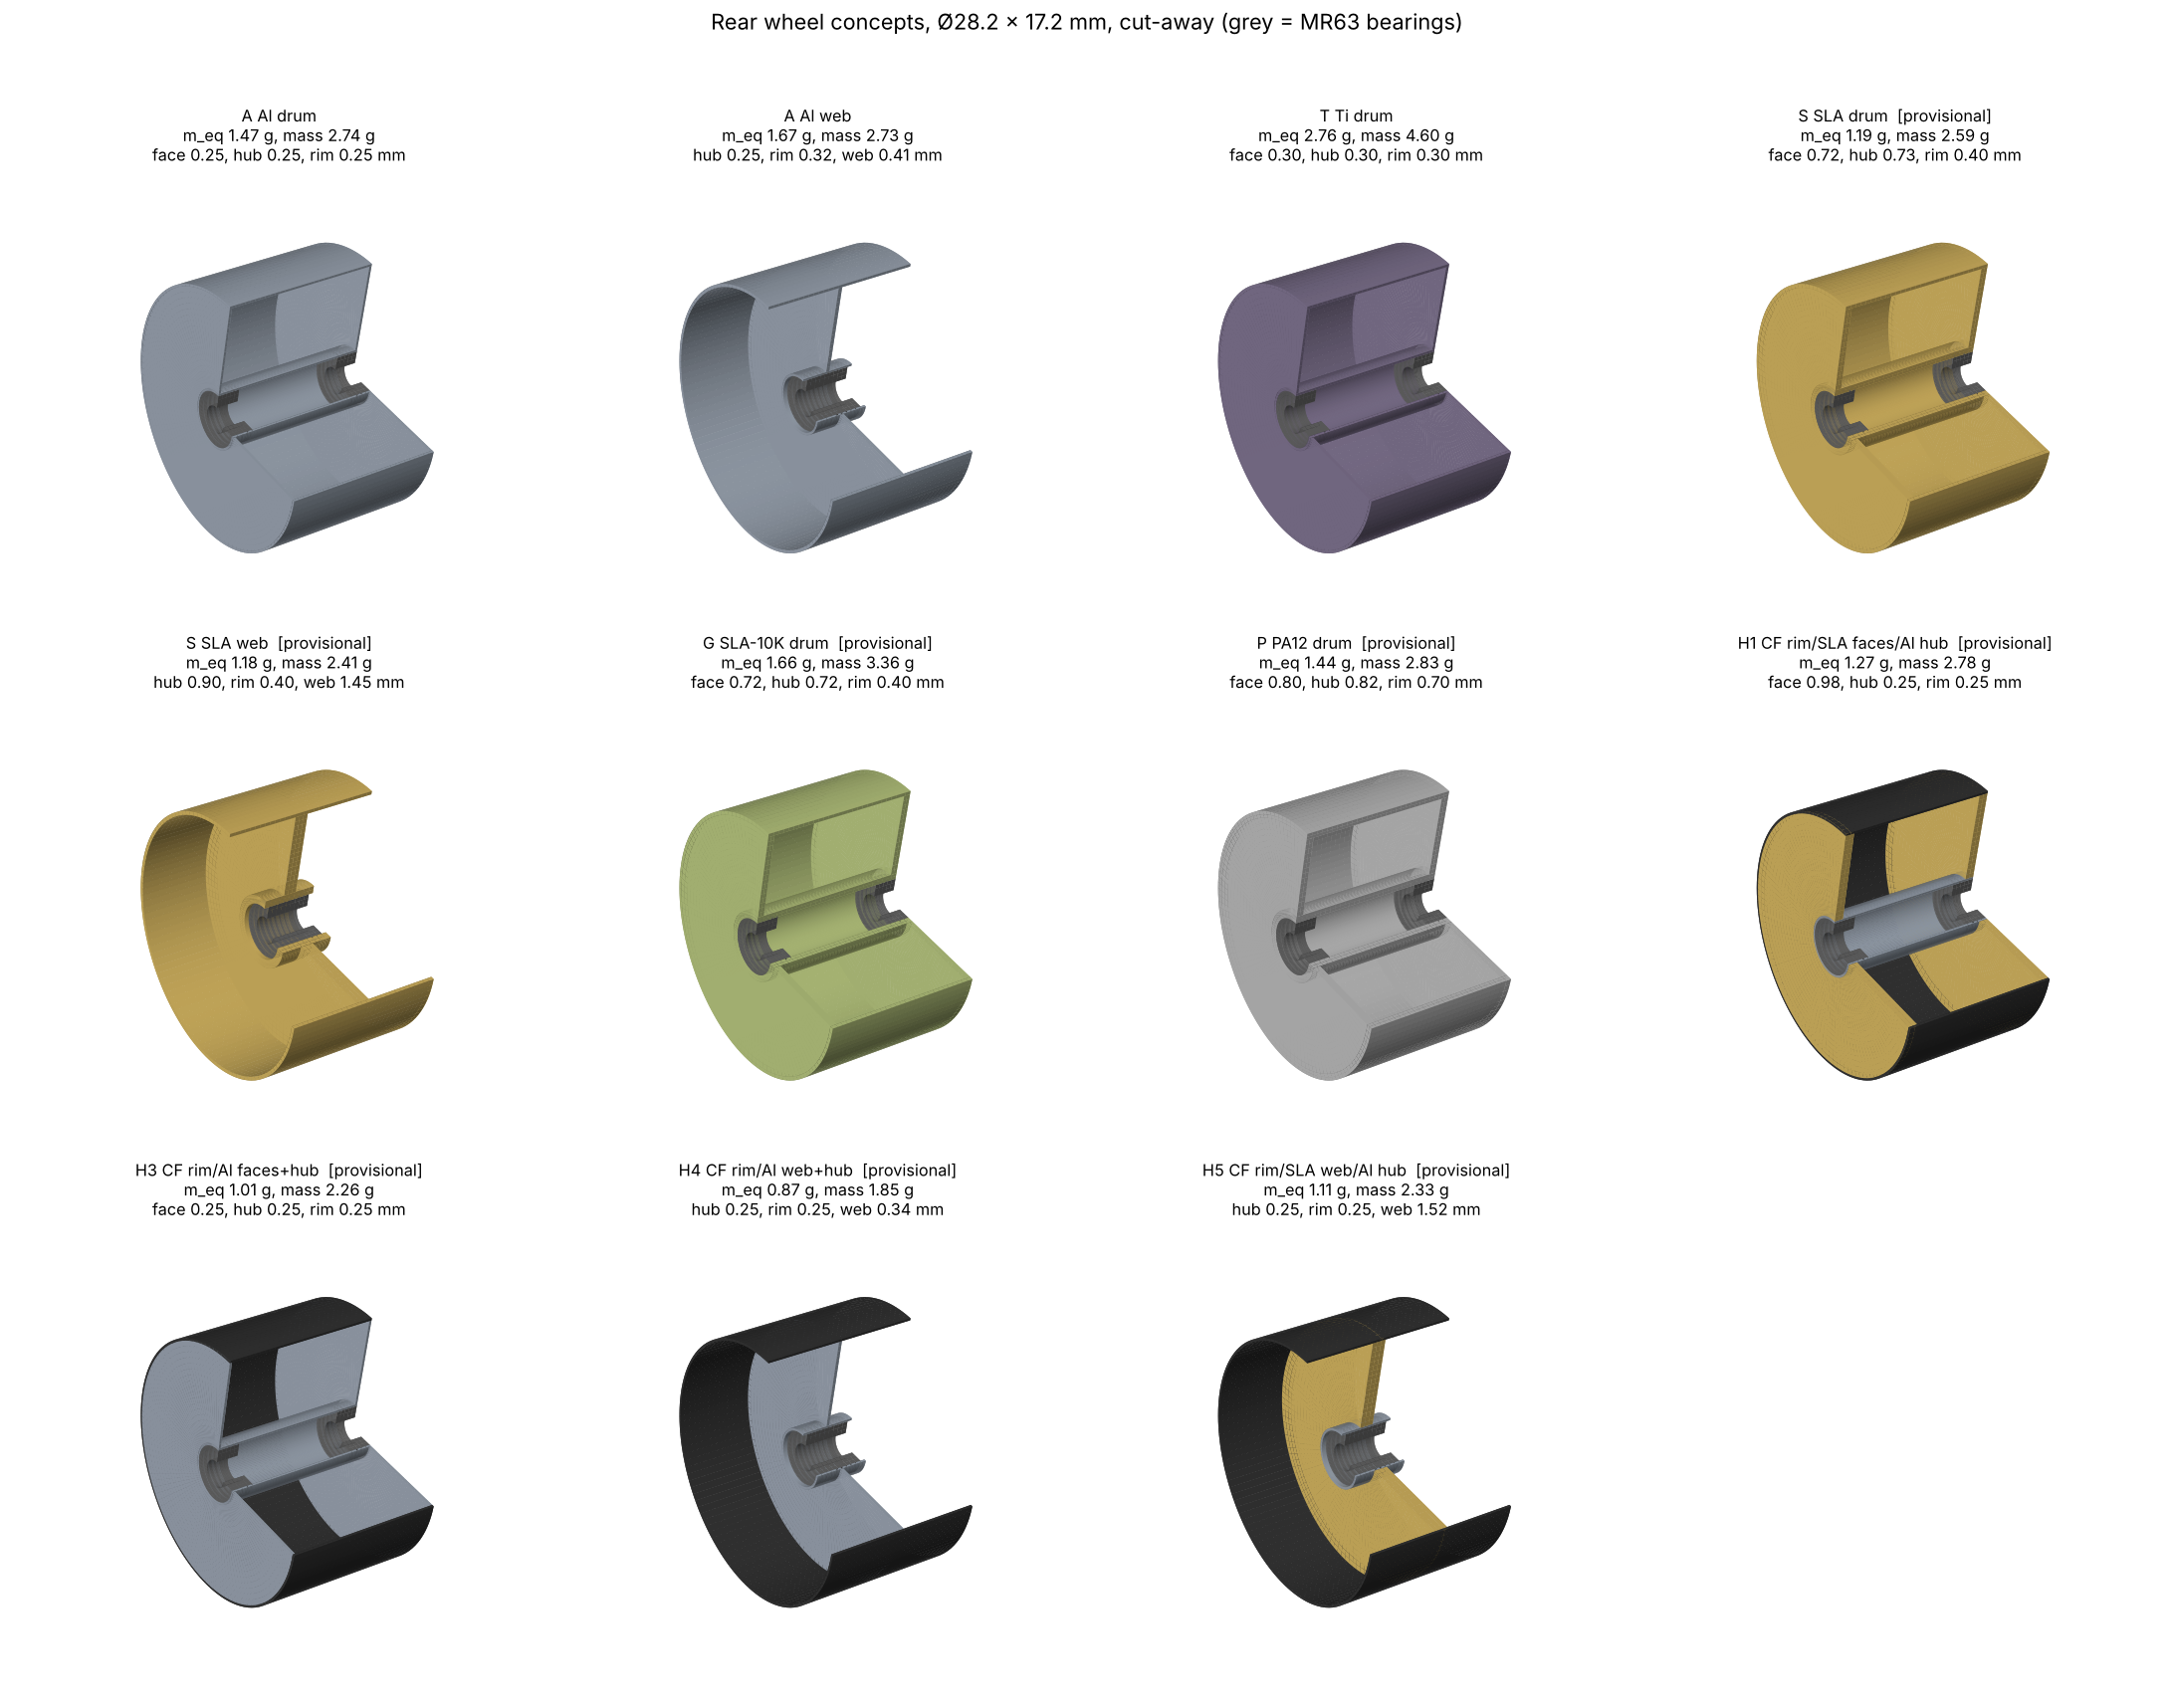 Rear wheel concepts, Ø28.2 × 17.2 mm, cut-away (grey = MR63 bearings)
A Al drum
m_eq 1.47 g, mass 2.74 g
face 0.25, hub 0.25, rim 0.25 mm
A Al web
m_eq 1.67 g, mass 2.73 g
hub 0.25, rim 0.32, web 0.41 mm
T Ti drum
m_eq 2.76 g, mass 4.60 g
face 0.30, hub 0.30, rim 0.30 mm
S SLA drum [provisional]
m_eq 1.19 g, mass 2.59 g
face 0.72, hub 0.73, rim 0.40 mm
S SLA web [provisional]
m_eq 1.18 g, mass 2.41 g
hub 0.90, rim 0.40, web 1.45 mm
G SLA-10K drum [provisional]
m_eq 1.66 g, mass 3.36 g
face 0.72, hub 0.72, rim 0.40 mm
P PA12 drum [provisional]
m_eq 1.44 g, mass 2.83 g
face 0.80, hub 0.82, rim 0.70 mm
H1 CF rim/SLA faces/Al hub [provisional]
m_eq 1.27 g, mass 2.78 g
face 0.98, hub 0.25, rim 0.25 mm
H3 CF rim/Al faces+hub [provisional]
m_eq 1.01 g, mass 2.26 g
face 0.25, hub 0.25, rim 0.25 mm
H4 CF rim/Al web+hub [provisional]
m_eq 0.87 g, mass 1.85 g
hub 0.25, rim 0.25, web 0.34 mm
H5 CF rim/SLA web/Al hub [provisional]
m_eq 1.11 g, mass 2.33 g
hub 0.25, rim 0.25, web 1.52 mm